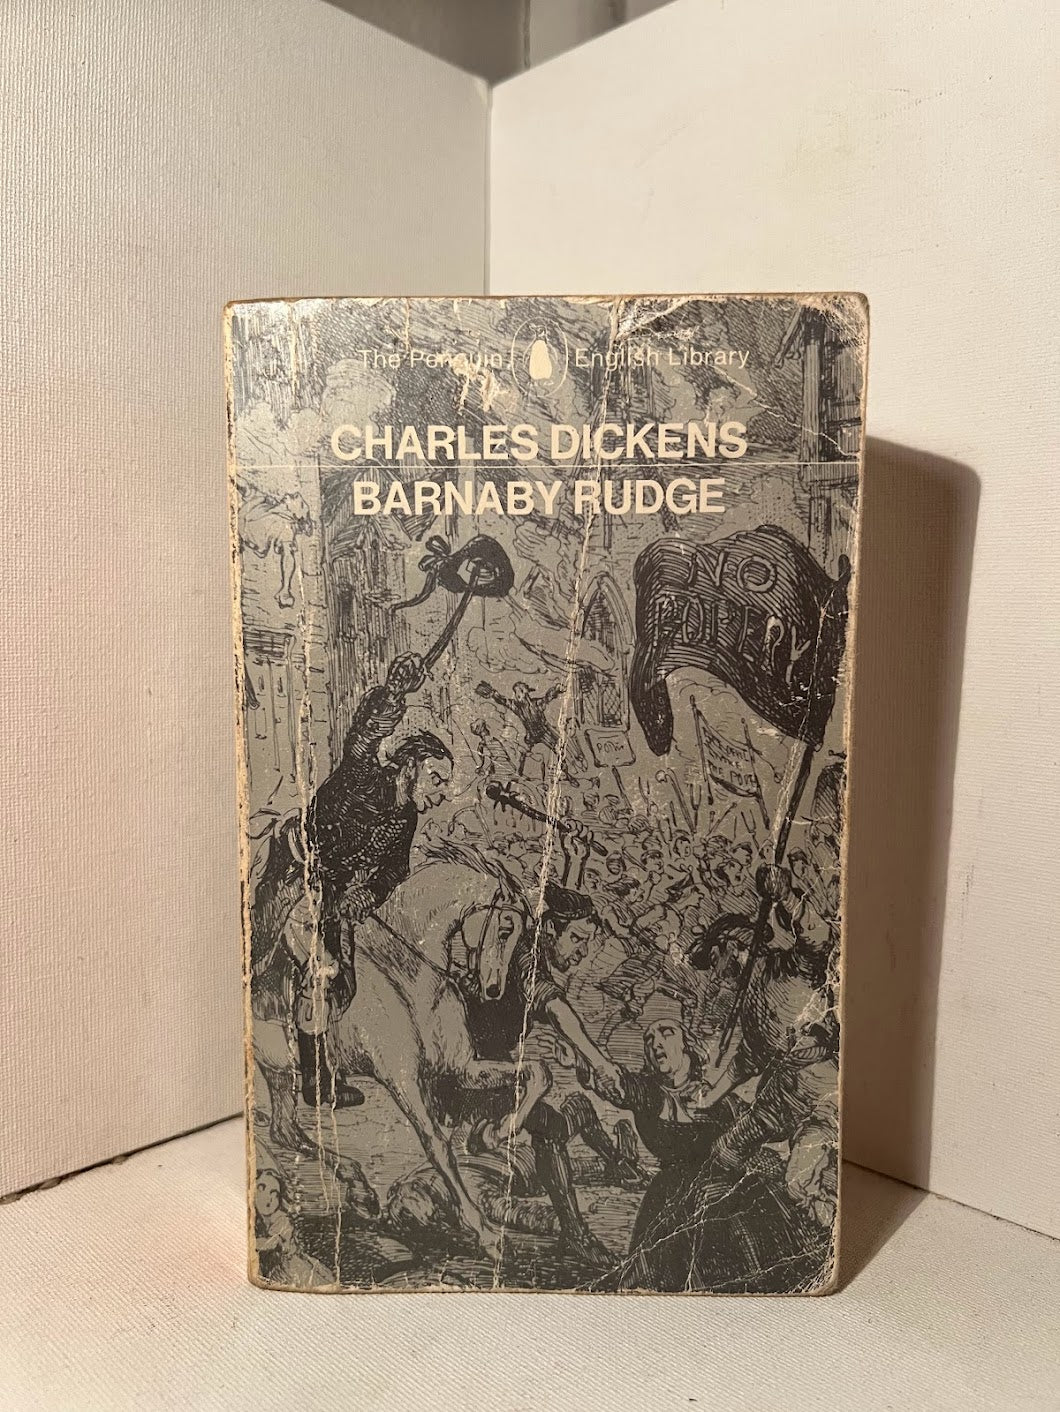 The Penguin English Library
CHARLES DICKENS
BARNABY RUDGE
NO
POPERY